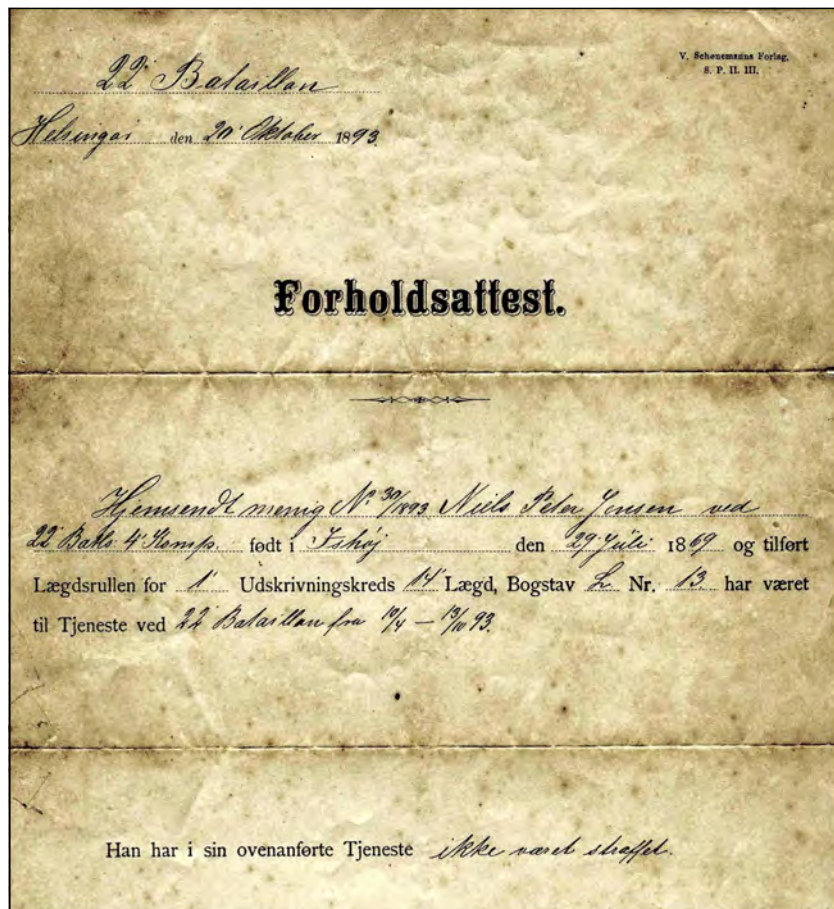 V. Schønemanns Forlag.
S. P. II. III.
22' Bataillon
Helsingør den 20' Oktober 1893.
Forholdsattest.
Hjemsendt menig No. 30/1893 Niels Peter Jensen ved
22' Batls. 4' Komp. født i Ishøj den 29' Juli 1869 og tilført
Lægdsrullen for 1' Udskrivningskreds 14' Lægd, Bogstav L Nr. 13 har været
til Tjeneste ved 22' Bataillon fra 19/4 — 13/10 93.
Han har i sin ovenanførte Tjeneste ikke været straffet.